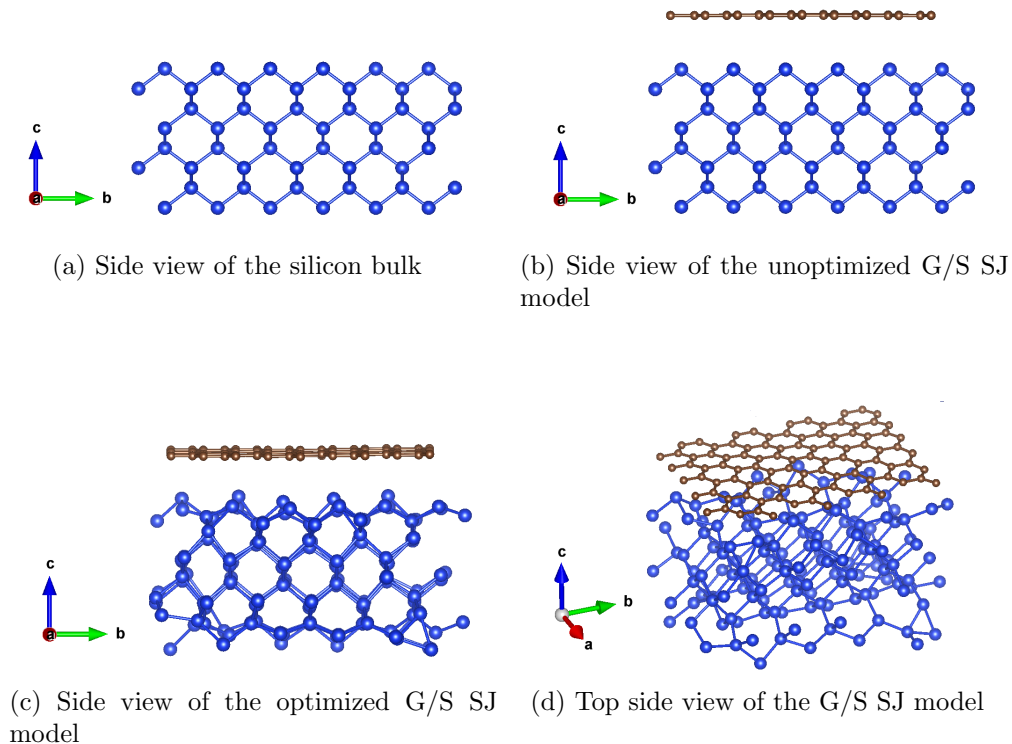 c
a
b
c
a
b
(a) Side view of the silicon bulk
(b) Side view of the unoptimized G/S SJ
model
c
a
b
c
b
a
(c) Side view of the optimized G/S SJ
model
(d) Top side view of the G/S SJ model